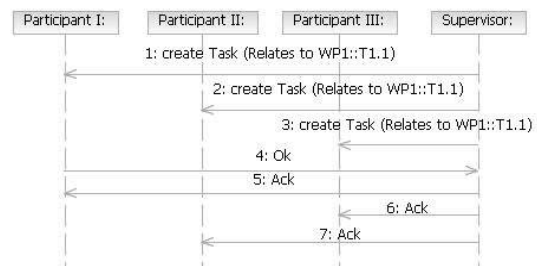 Participant I: Participant II: Participant III: Supervisor:
1: create Task (Relates to WP1::T1.1)
2: create Task (Relates to WP1::T1.1)
3: create Task (Relates to WP1::T1.1)
4: Ok
5: Ack
6: Ack
7: Ack